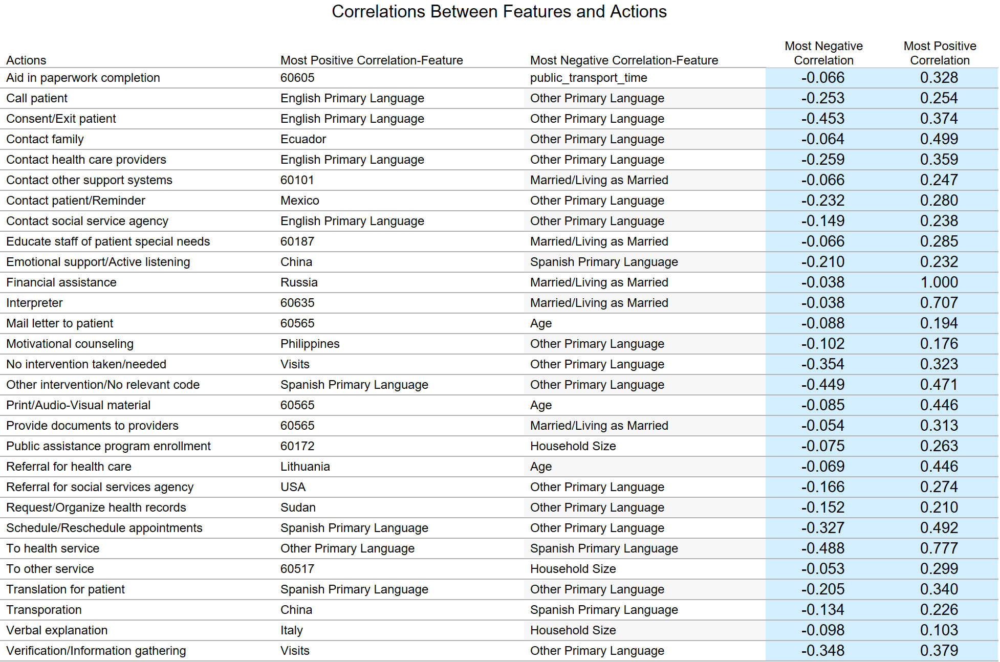 Correlations Between Features and Actions
Most Negative Most Positive
Actions Most Positive Correlation-Feature Most Negative Correlation-Feature Correlation Correlation
Aid in paperwork completion 60605 public_transport_time -0.066 0.328
Call patient English Primary Language Other Primary Language -0.253 0.254
Consent/Exit patient English Primary Language Other Primary Language -0.453 0.374
Contact family Ecuador Other Primary Language -0.064 0.499
Contact health care providers English Primary Language Other Primary Language -0.259 0.359
Contact other support systems 60101 Married/Living as Married -0.066 0.247
Contact patient/Reminder Mexico Other Primary Language -0.232 0.280
Contact social service agency English Primary Language Other Primary Language -0.149 0.238
Educate staff of patient special needs 60187 Married/Living as Married -0.066 0.285
Emotional support/Active listening China Spanish Primary Language -0.210 0.232
Financial assistance Russia Married/Living as Married -0.038 1.000
Interpreter 60635 Married/Living as Married -0.038 0.707
Mail letter to patient 60565 Age -0.088 0.194
Motivational counseling Philippines Other Primary Language -0.102 0.176
No intervention taken/needed Visits Other Primary Language -0.354 0.323
Other intervention/No relevant code Spanish Primary Language Other Primary Language -0.449 0.471
Print/Audio-Visual material 60565 Age -0.085 0.446
Provide documents to providers 60565 Married/Living as Married -0.054 0.313
Public assistance program enrollment 60172 Household Size -0.075 0.263
Referral for health care Lithuania Age -0.069 0.446
Referral for social services agency USA Other Primary Language -0.166 0.274
Request/Organize health records Sudan Other Primary Language -0.152 0.210
Schedule/Reschedule appointments Spanish Primary Language Other Primary Language -0.327 0.492
To health service Other Primary Language Spanish Primary Language -0.488 0.777
To other service 60517 Household Size -0.053 0.299
Translation for patient Spanish Primary Language Other Primary Language -0.205 0.340
Transporation China Spanish Primary Language -0.134 0.226
Verbal explanation Italy Household Size -0.098 0.103
Verification/Information gathering Visits Other Primary Language -0.348 0.379